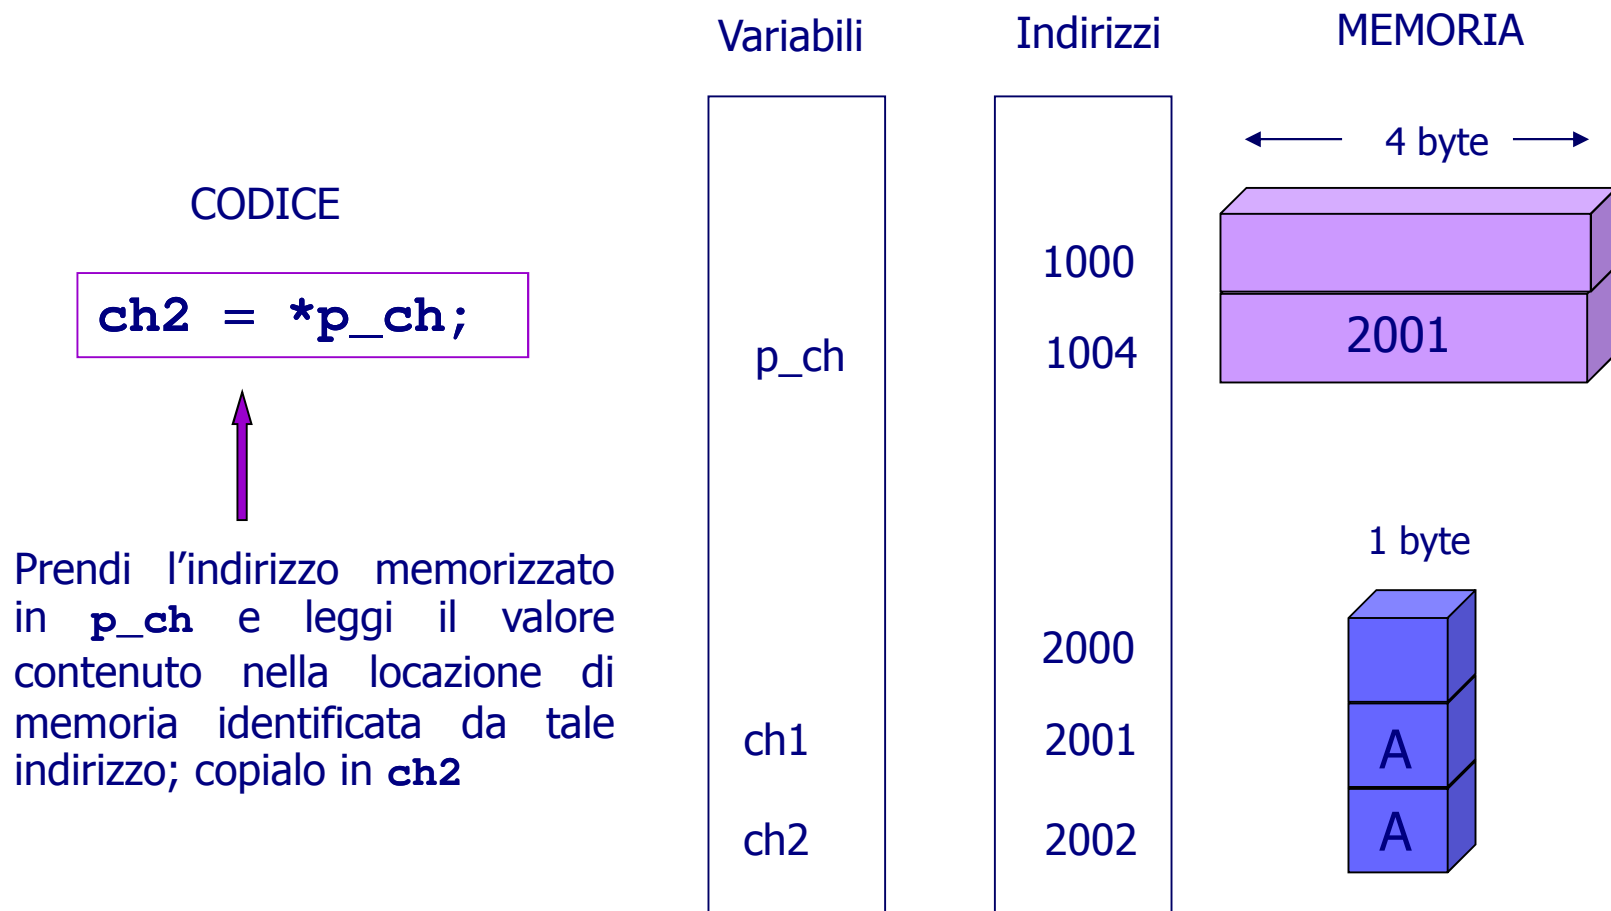 Variabili Indirizzi MEMORIA
4 byte
CODICE
1000
ch2 = *p_ch;
p_ch 1004 2001
1 byte
Prendi l’indirizzo memorizzato
in p_ch e leggi il valore
contenuto nella locazione di
memoria identificata da tale
indirizzo; copialo in ch2
2000
ch1 2001 A
ch2 2002 A